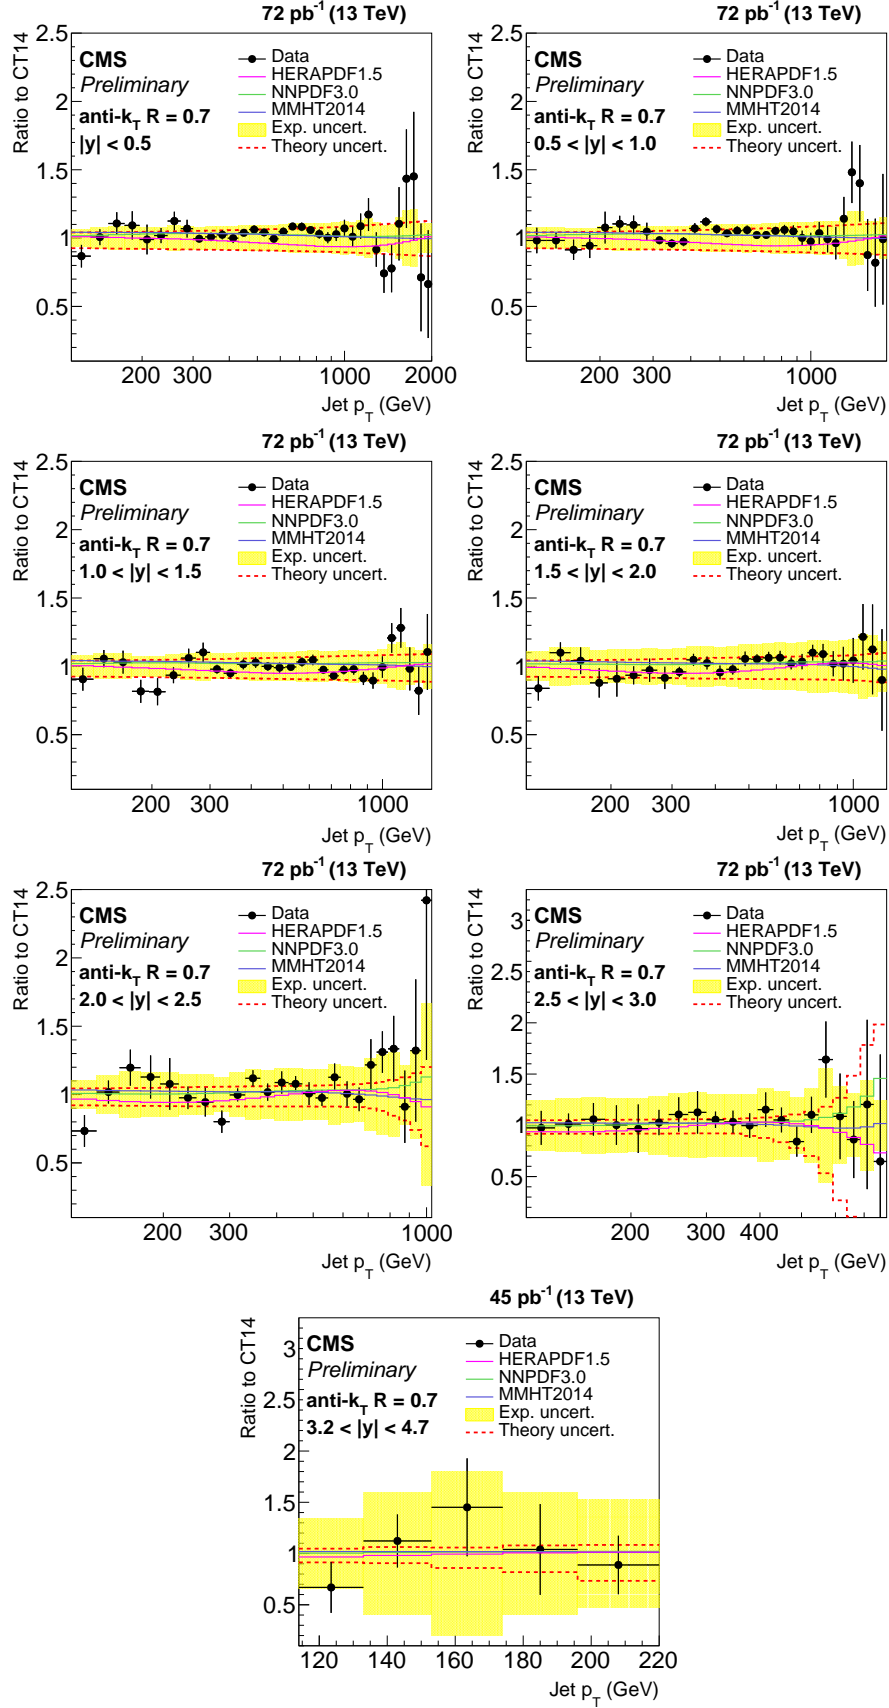 72 pb-1 (13 TeV)
Ratio to CT14
2.5
2
1.5
1
0.5
CMS
Preliminary
anti-kT R = 0.7
|y| < 0.5
Data
HERAPDF1.5
NNPDF3.0
MMHT2014
Exp. uncert.
Theory uncert.
200 300 1000 2000
Jet pT (GeV)
72 pb-1 (13 TeV)
Ratio to CT14
2.5
2
1.5
1
0.5
CMS
Preliminary
anti-kT R = 0.7
0.5 < |y| < 1.0
Data
HERAPDF1.5
NNPDF3.0
MMHT2014
Exp. uncert.
Theory uncert.
200 300 1000
Jet pT (GeV)
72 pb-1 (13 TeV)
Ratio to CT14
2.5
2
1.5
1
0.5
CMS
Preliminary
anti-kT R = 0.7
1.0 < |y| < 1.5
Data
HERAPDF1.5
NNPDF3.0
MMHT2014
Exp. uncert.
Theory uncert.
200 300 1000
Jet pT (GeV)
72 pb-1 (13 TeV)
Ratio to CT14
2.5
2
1.5
1
0.5
CMS
Preliminary
anti-kT R = 0.7
1.5 < |y| < 2.0
Data
HERAPDF1.5
NNPDF3.0
MMHT2014
Exp. uncert.
Theory uncert.
200 300 1000
Jet pT (GeV)
72 pb-1 (13 TeV)
Ratio to CT14
2.5
2
1.5
1
0.5
CMS
Preliminary
anti-kT R = 0.7
2.0 < |y| < 2.5
Data
HERAPDF1.5
NNPDF3.0
MMHT2014
Exp. uncert.
Theory uncert.
200 300 1000
Jet pT (GeV)
72 pb-1 (13 TeV)
Ratio to CT14
3
2.5
2
1.5
1
0.5
CMS
Preliminary
anti-kT R = 0.7
2.5 < |y| < 3.0
Data
HERAPDF1.5
NNPDF3.0
MMHT2014
Exp. uncert.
Theory uncert.
200 300 400
Jet pT (GeV)
45 pb-1 (13 TeV)
Ratio to CT14
3
2.5
2
1.5
1
0.5
CMS
Preliminary
anti-kT R = 0.7
3.2 < |y| < 4.7
Data
HERAPDF1.5
NNPDF3.0
MMHT2014
Exp. uncert.
Theory uncert.
120 140 160 180 200 220
Jet pT (GeV)